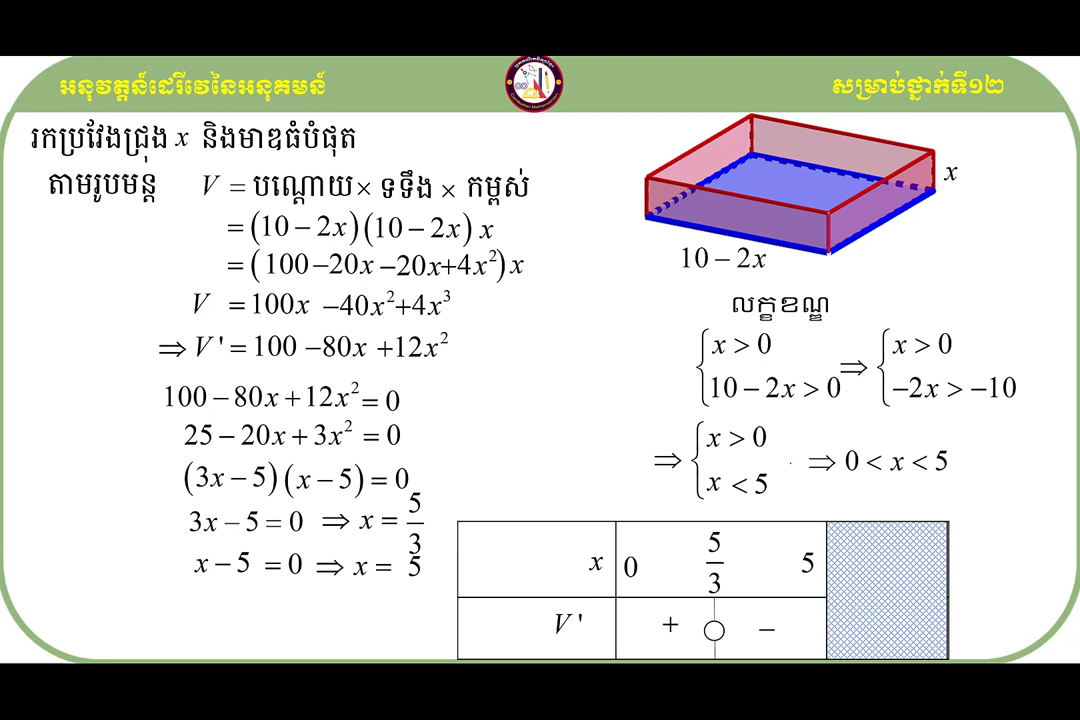 អនុវត្តន៍ដេរីវេនៃអនុគមន៍
សម្រាប់ថ្នាក់ទី១២
រកប្រវែងជ្រុង x និងមាឌធំបំផុត
តាមរូបមន្ត V = បណ្តោយ × ទទឹង × កម្ពស់
= (10 − 2x)(10 − 2x) x
= (100 −20x −20x+4x²) x
V = 100x −40x²+4x³
⇒ V ' = 100 −80x +12x²
100 − 80x + 12x² = 0
25 − 20x + 3x² = 0
(3x − 5)(x − 5) = 0
3x − 5 = 0 ⇒ x = 5/3
x − 5 = 0 ⇒ x = 5
x
10 − 2x
លក្ខខណ្ឌ
{ x > 0 ⇒ { x > 0
10 − 2x > 0 −2x > −10
⇒ { x > 0
x < 5 ⇒ 0 < x < 5
x 0 5/3 5
V ' + −